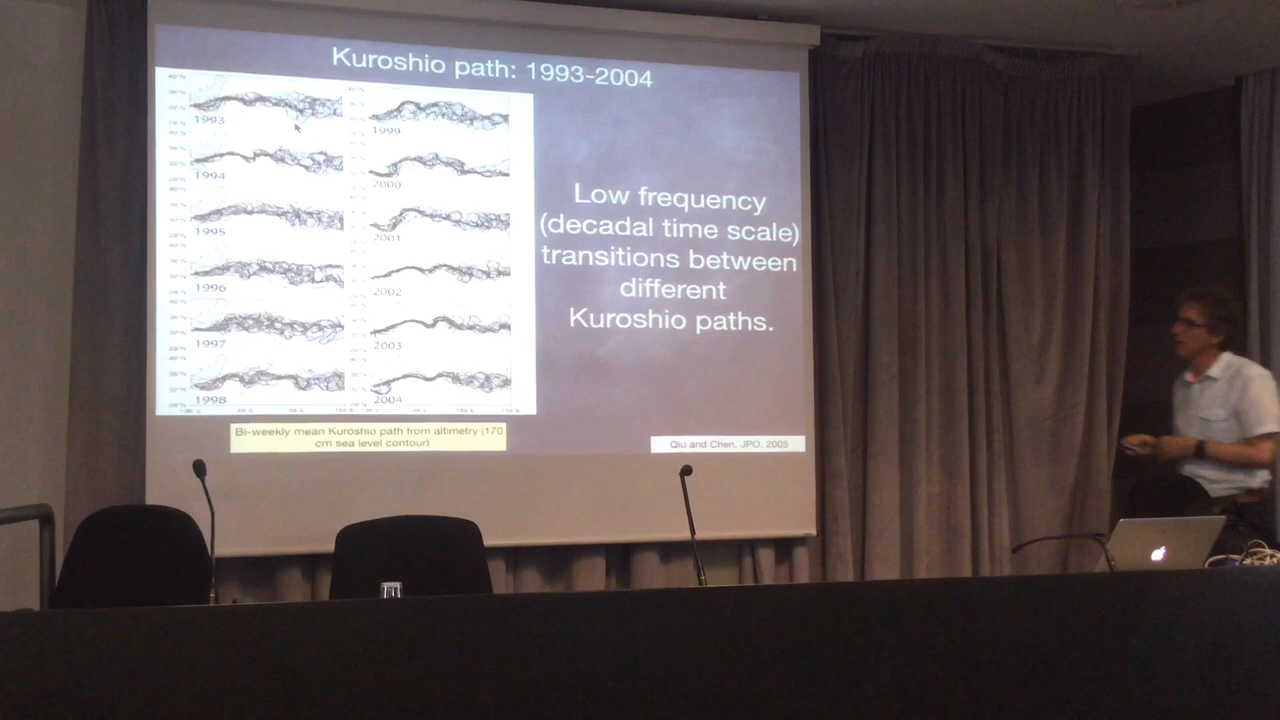 Kuroshio path: 1993-2004
1993
1994
1995
1996
1997
1998
1999
2000
2001
2002
2003
2004
Low frequency
(decadal time scale)
transitions between
different
Kuroshio paths.
Bi-weekly mean Kuroshio path from altimetry (170
cm sea level contour)
Qiu and Chen, JPO, 2005